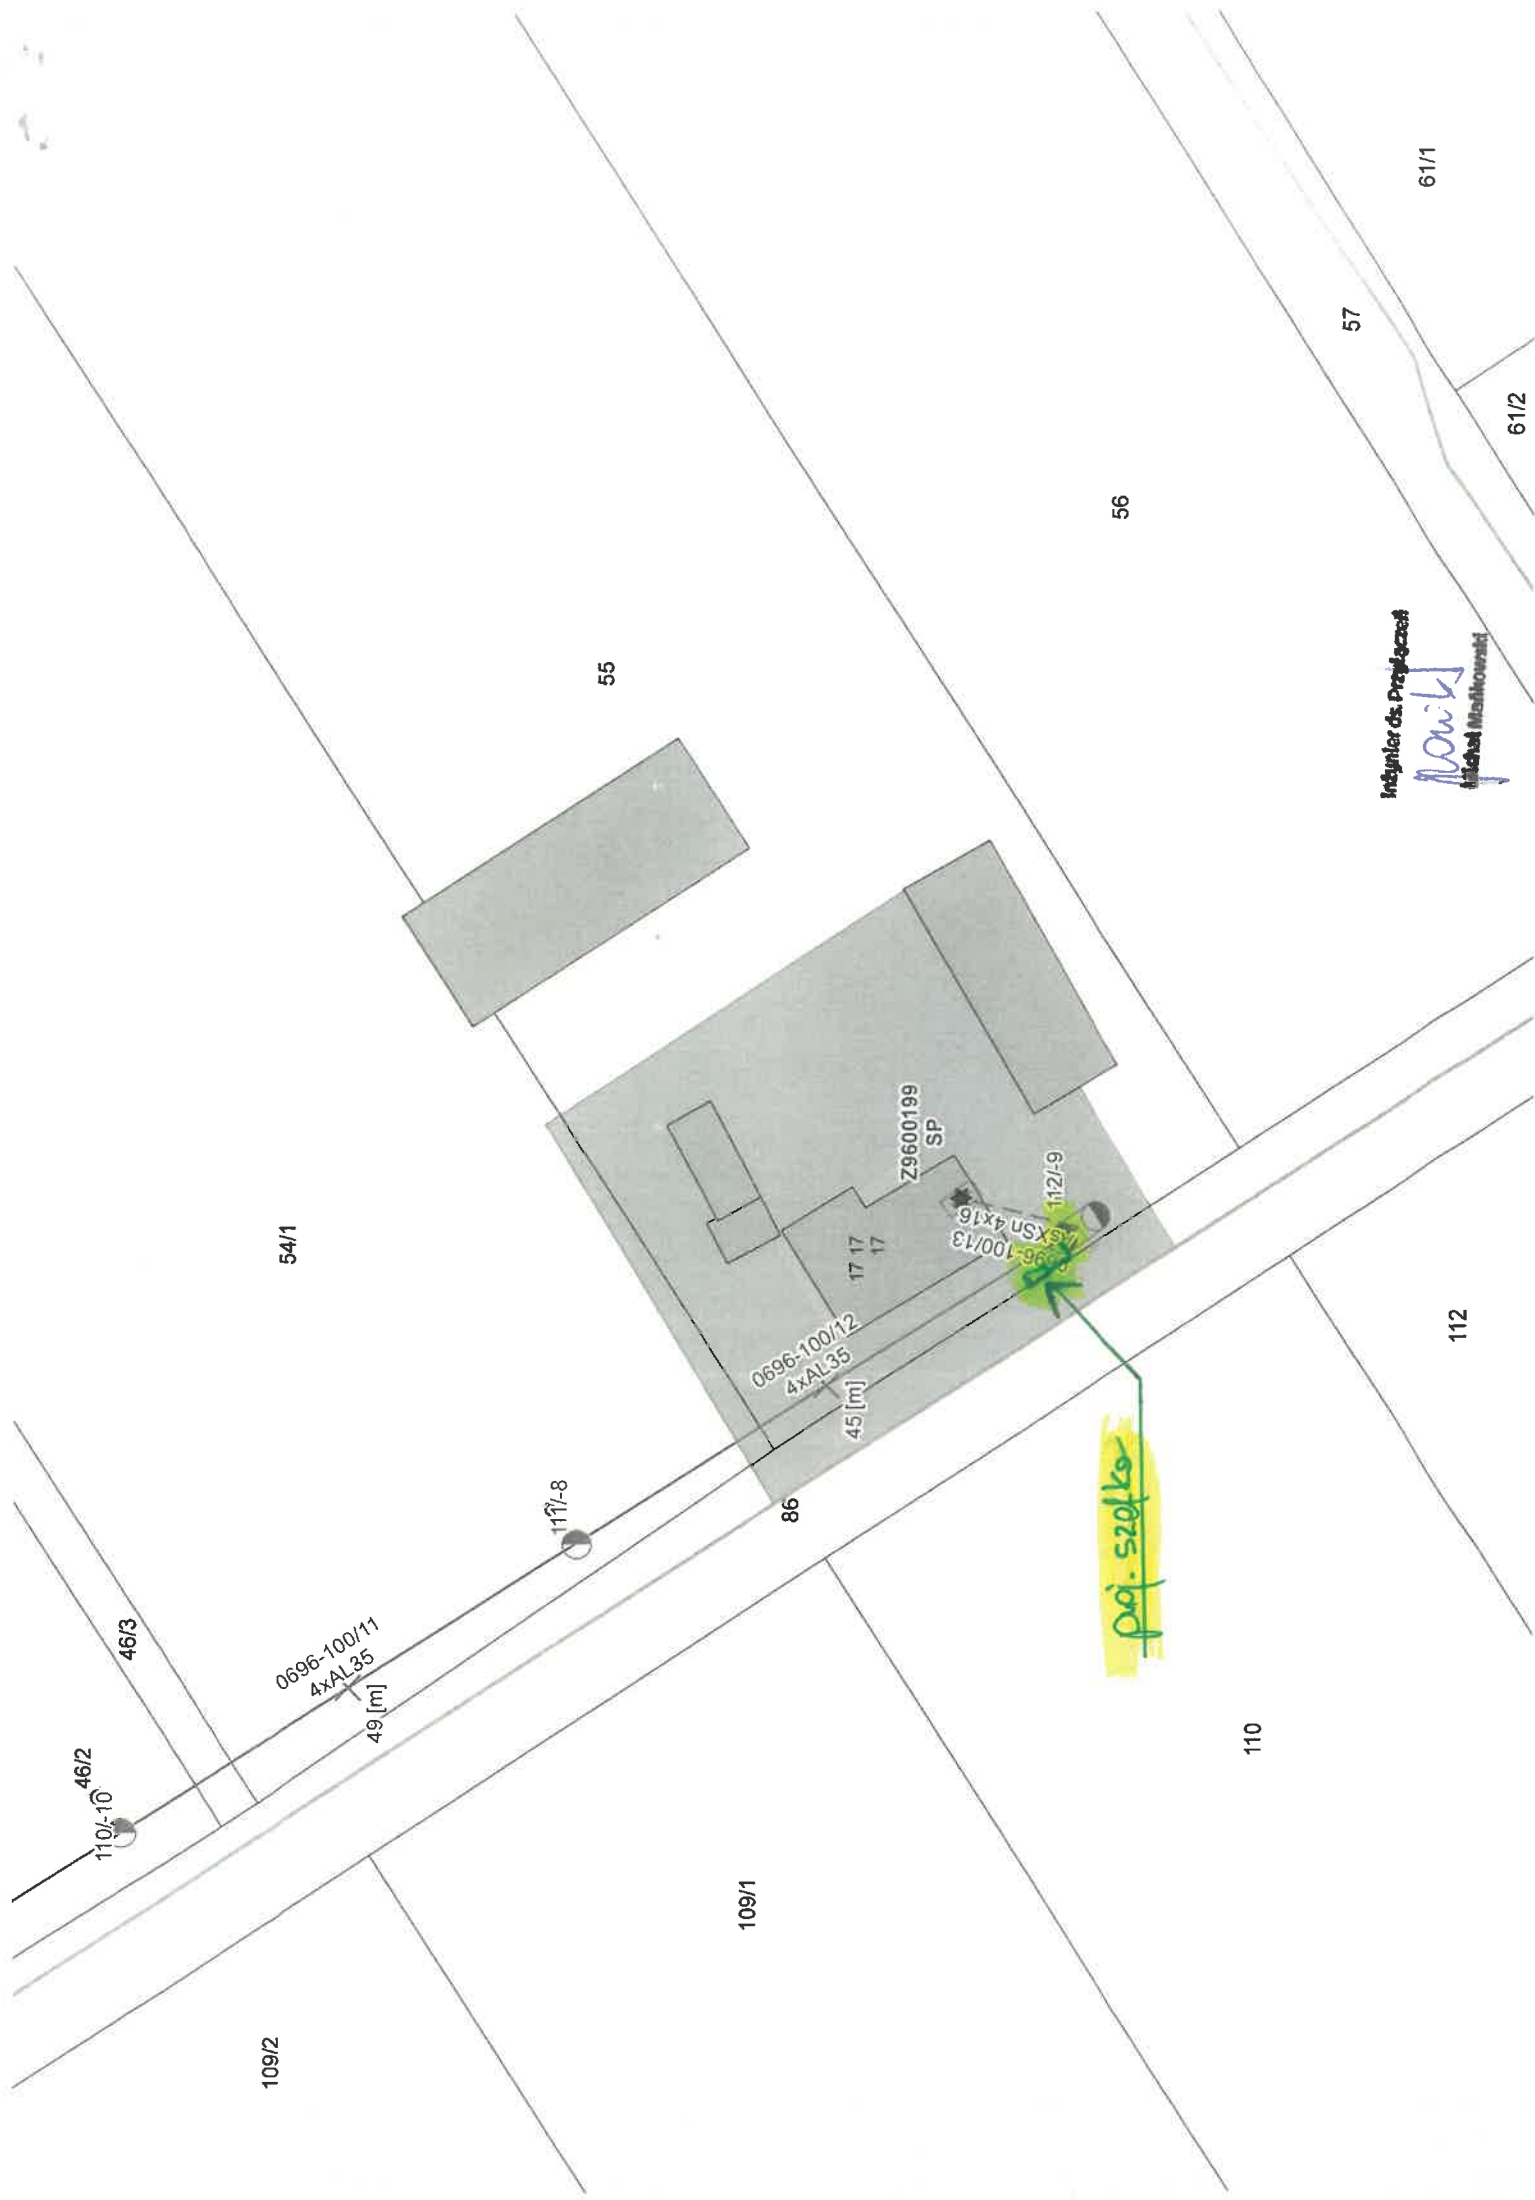 46/2
110/-10
46/3
0696-100/11
4xAL35
49 [m]
111/-8
54/1
55
56
57
61/1
61/2
86
0696-100/12
4xAL35
45 [m]
17 17
17
Z9600199
SP
112/-9
AsXSn 4x16
0696-100/13
proj. szafka
109/2
109/1
110
112
Inżynier ds. Przyłączeń
Michał Mańkowski